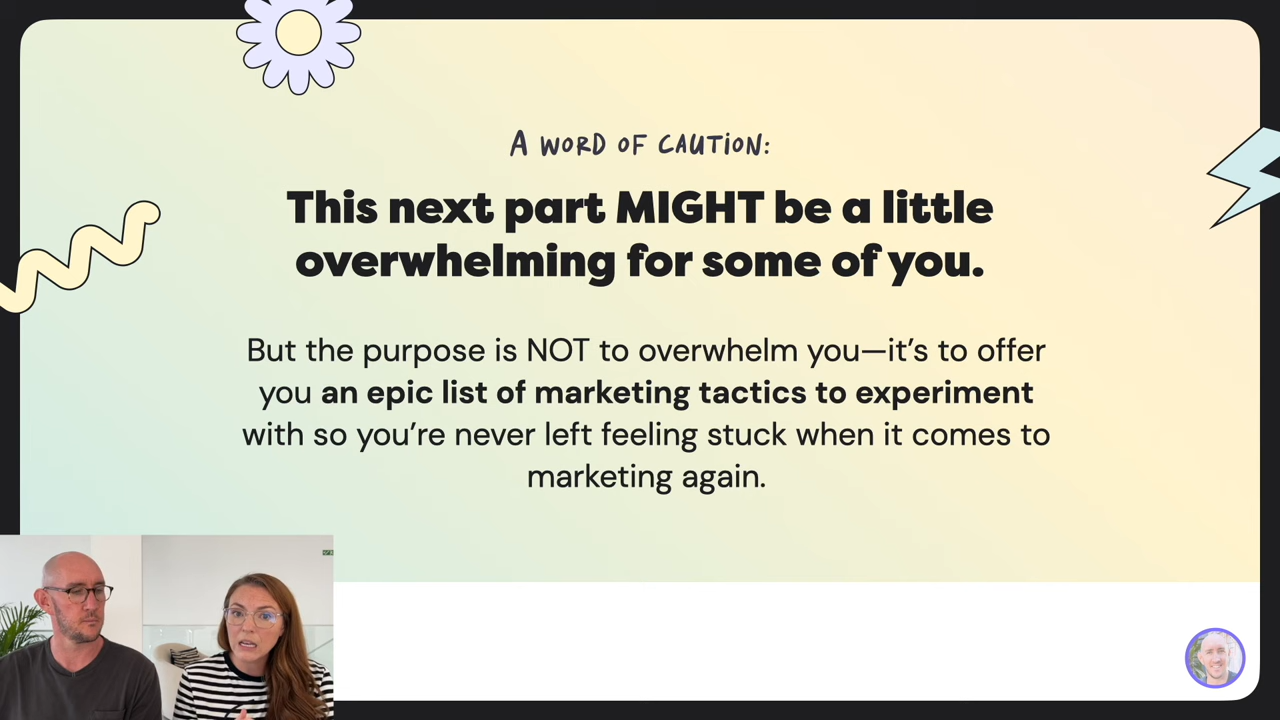 A WORD OF CAUTION:
This next part MIGHT be a little
overwhelming for some of you.
But the purpose is NOT to overwhelm you—it’s to offer
you an epic list of marketing tactics to experiment
with so you’re never left feeling stuck when it comes to
marketing again.